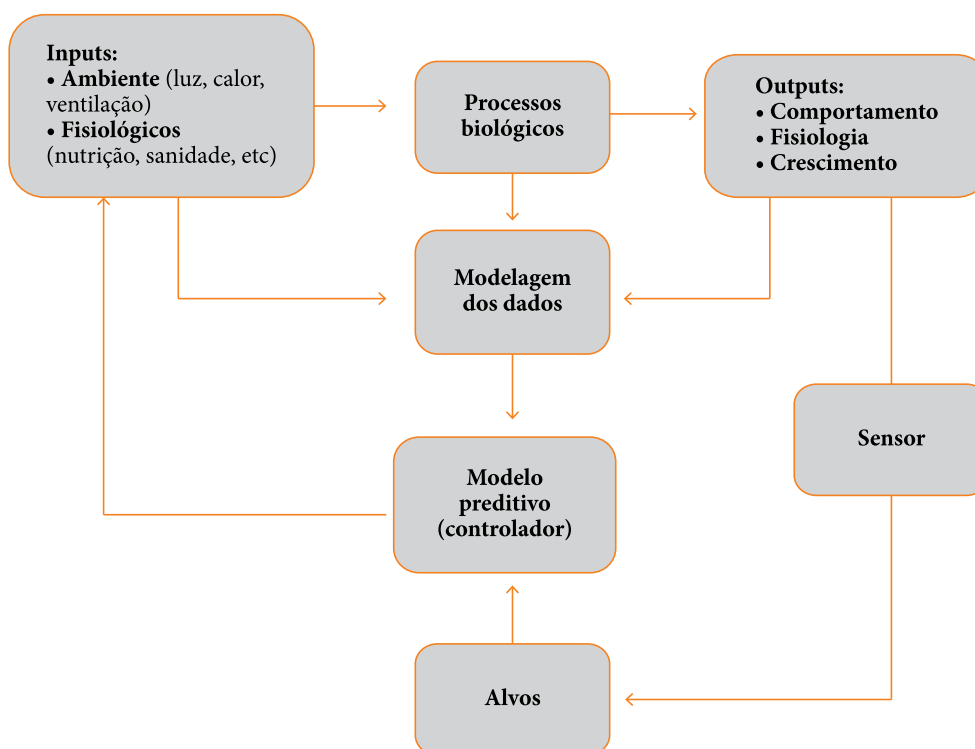 Inputs:
• Ambiente (luz, calor,
ventilação)
• Fisiológicos
(nutrição, sanidade, etc)
Processos
biológicos
Outputs:
• Comportamento
• Fisiologia
• Crescimento
Modelagem
dos dados
Sensor
Modelo
preditivo
(controlador)
Alvos